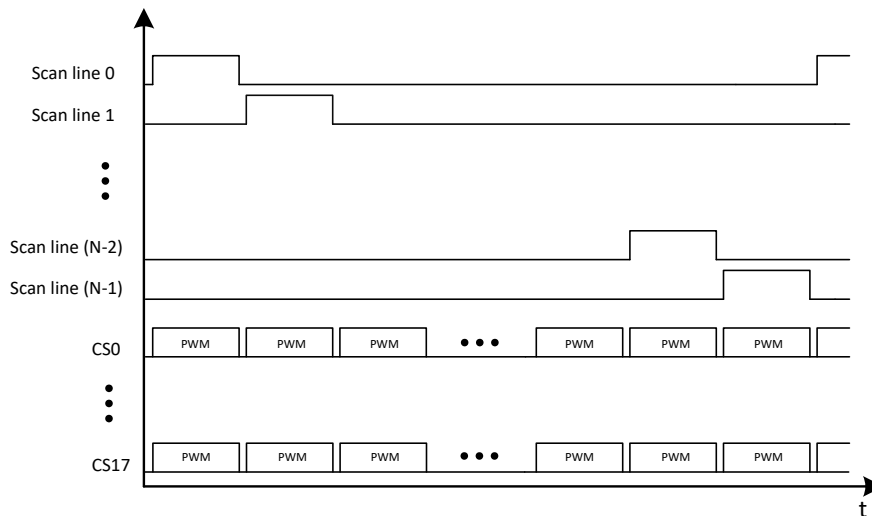 Scan line 0
Scan line 1
Scan line (N-2)
Scan line (N-1)
CS0
PWM PWM PWM PWM PWM PWM
CS17
PWM PWM PWM PWM PWM PWM
t